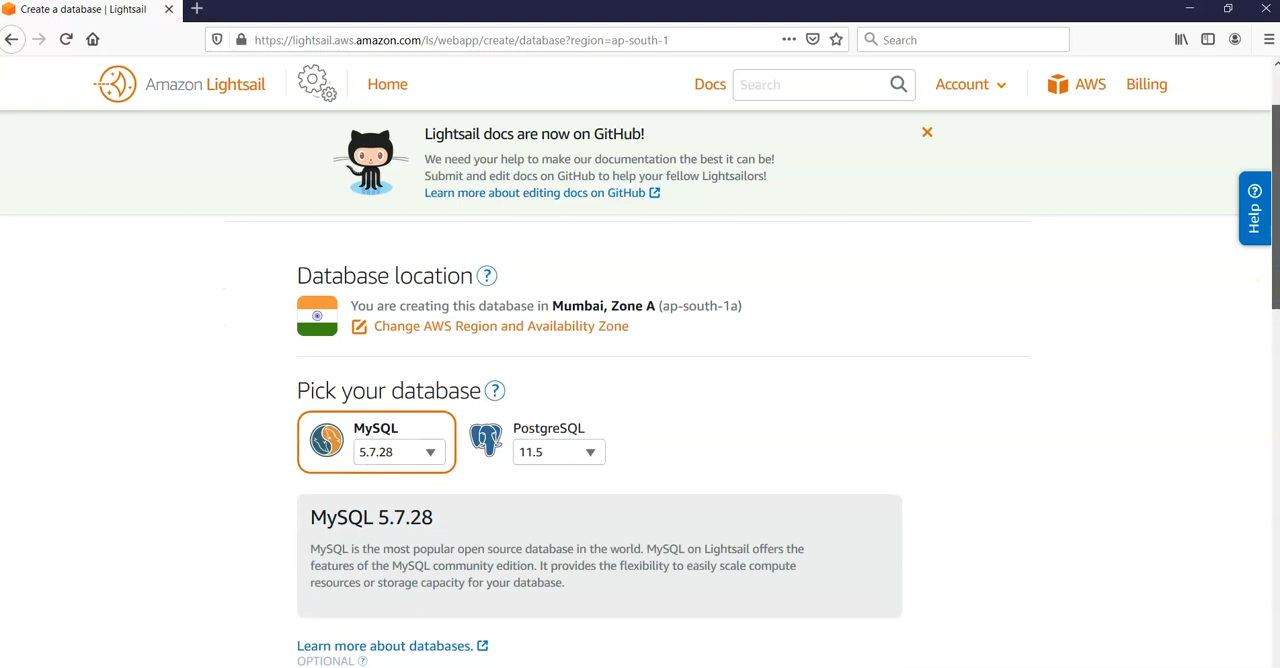 Create a database | Lightsail
https://lightsail.aws.amazon.com/ls/webapp/create/database?region=ap-south-1
Search
Amazon Lightsail
Home
Docs
Search
Account
AWS
Billing
Lightsail docs are now on GitHub!
We need your help to make our documentation the best it can be!
Submit and edit docs on GitHub to help your fellow Lightsailors!
Learn more about editing docs on GitHub
Help
Database location
You are creating this database in Mumbai, Zone A (ap-south-1a)
Change AWS Region and Availability Zone
Pick your database
MySQL
5.7.28
PostgreSQL
11.5
MySQL 5.7.28
MySQL is the most popular open source database in the world. MySQL on Lightsail offers the
features of the MySQL community edition. It provides the flexibility to easily scale compute
resources or storage capacity for your database.
Learn more about databases.
OPTIONAL